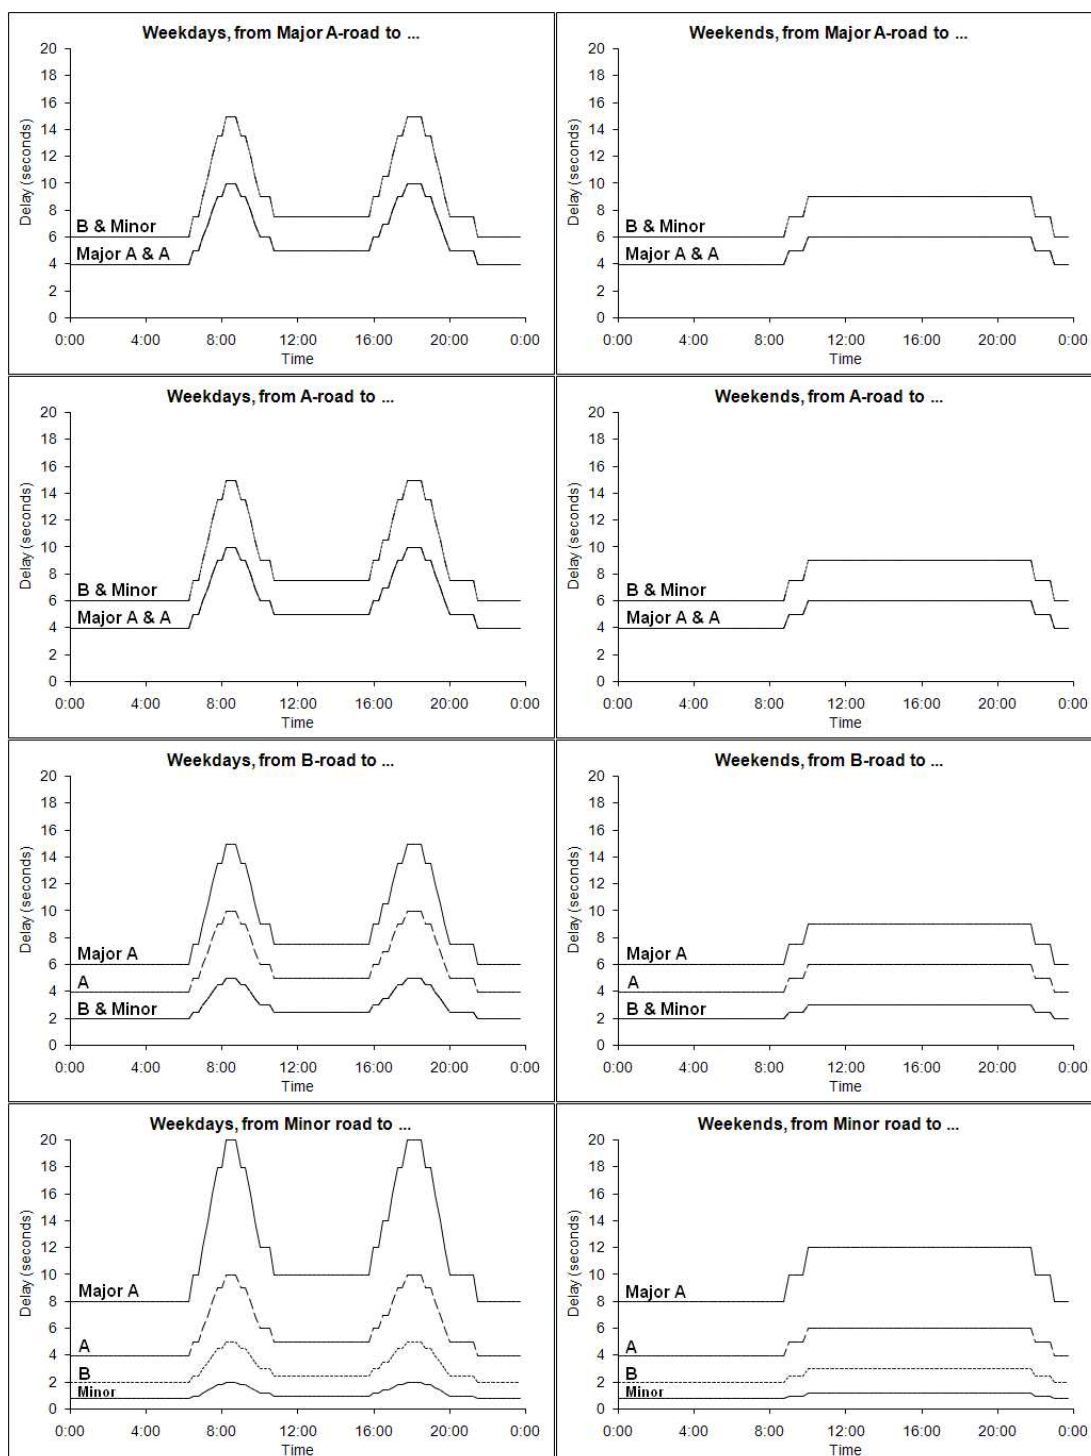 Weekdays, from Major A-road to ...
20
18
16
14
12
10
8
6
4
2
0
Delay (seconds)
B & Minor
Major A & A
0:00 4:00 8:00 12:00 16:00 20:00 0:00
Time
Weekends, from Major A-road to ...
20
18
16
14
12
10
8
6
4
2
0
Delay (seconds)
B & Minor
Major A & A
0:00 4:00 8:00 12:00 16:00 20:00 0:00
Time
Weekdays, from A-road to ...
20
18
16
14
12
10
8
6
4
2
0
Delay (seconds)
B & Minor
Major A & A
0:00 4:00 8:00 12:00 16:00 20:00 0:00
Time
Weekends, from A-road to ...
20
18
16
14
12
10
8
6
4
2
0
Delay (seconds)
B & Minor
Major A & A
0:00 4:00 8:00 12:00 16:00 20:00 0:00
Time
Weekdays, from B-road to ...
20
18
16
14
12
10
8
6
4
2
0
Delay (seconds)
Major A
A
B & Minor
0:00 4:00 8:00 12:00 16:00 20:00 0:00
Time
Weekends, from B-road to ...
20
18
16
14
12
10
8
6
4
2
0
Delay (seconds)
Major A
A
B & Minor
0:00 4:00 8:00 12:00 16:00 20:00 0:00
Time
Weekdays, from Minor road to ...
20
18
16
14
12
10
8
6
4
2
0
Delay (seconds)
Major A
A
B
Minor
0:00 4:00 8:00 12:00 16:00 20:00 0:00
Time
Weekends, from Minor road to ...
20
18
16
14
12
10
8
6
4
2
0
Delay (seconds)
Major A
A
B
Minor
0:00 4:00 8:00 12:00 16:00 20:00 0:00
Time